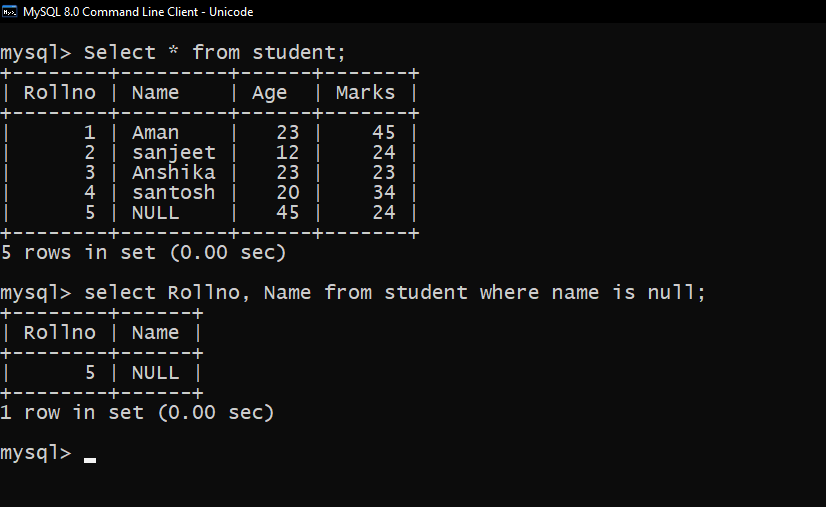 MySQL 8.0 Command Line Client - Unicode
mysql> Select * from student;
+--------+---------+------+-------+
| Rollno | Name    | Age  | Marks |
+--------+---------+------+-------+
|      1 | Aman    |   23 |    45 |
|      2 | sanjeet |   12 |    24 |
|      3 | Anshika |   23 |    23 |
|      4 | santosh |   20 |    34 |
|      5 | NULL    |   45 |    24 |
+--------+---------+------+-------+
5 rows in set (0.00 sec)
mysql> select Rollno, Name from student where name is null;
+--------+------+
| Rollno | Name |
+--------+------+
|      5 | NULL |
+--------+------+
1 row in set (0.00 sec)
mysql> _